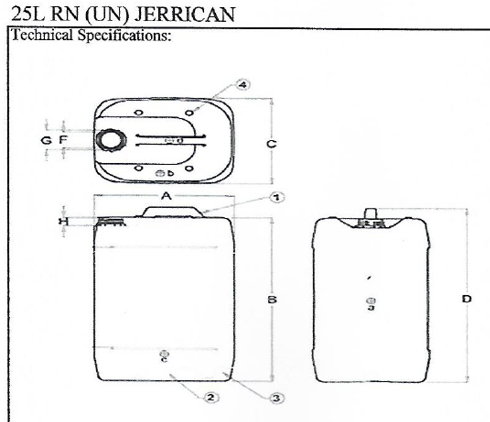 25L RN (UN) JERRICAN
Technical Specifications:
4
G F
d
C
b
A
1
H
B
D
a
c
2
3